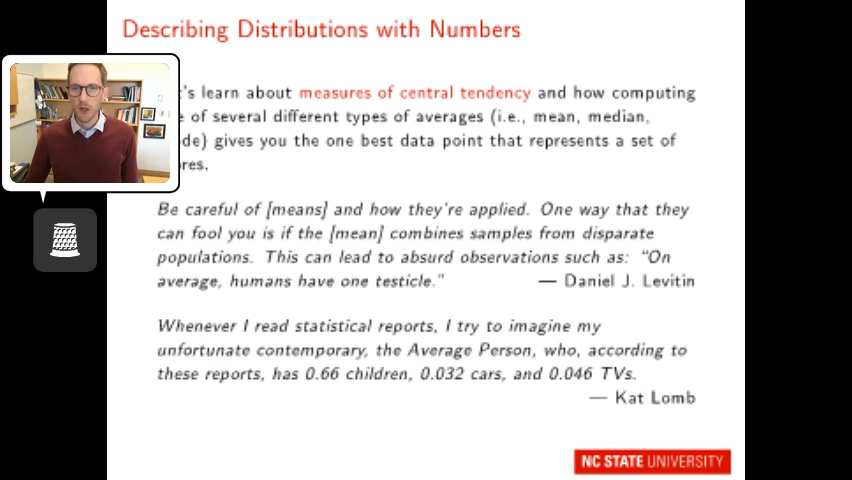 Describing Distributions with Numbers
's learn about measures of central tendency and how computing
of several different types of averages (i.e., mean, median,
de) gives you the one best data point that represents a set of
res.
Be careful of [means] and how they're applied. One way that they
can fool you is if the [mean] combines samples from disparate
populations. This can lead to absurd observations such as: "On
average, humans have one testicle." — Daniel J. Levitin
Whenever I read statistical reports, I try to imagine my
unfortunate contemporary, the Average Person, who, according to
these reports, has 0.66 children, 0.032 cars, and 0.046 TVs.
— Kat Lomb
NC STATE UNIVERSITY